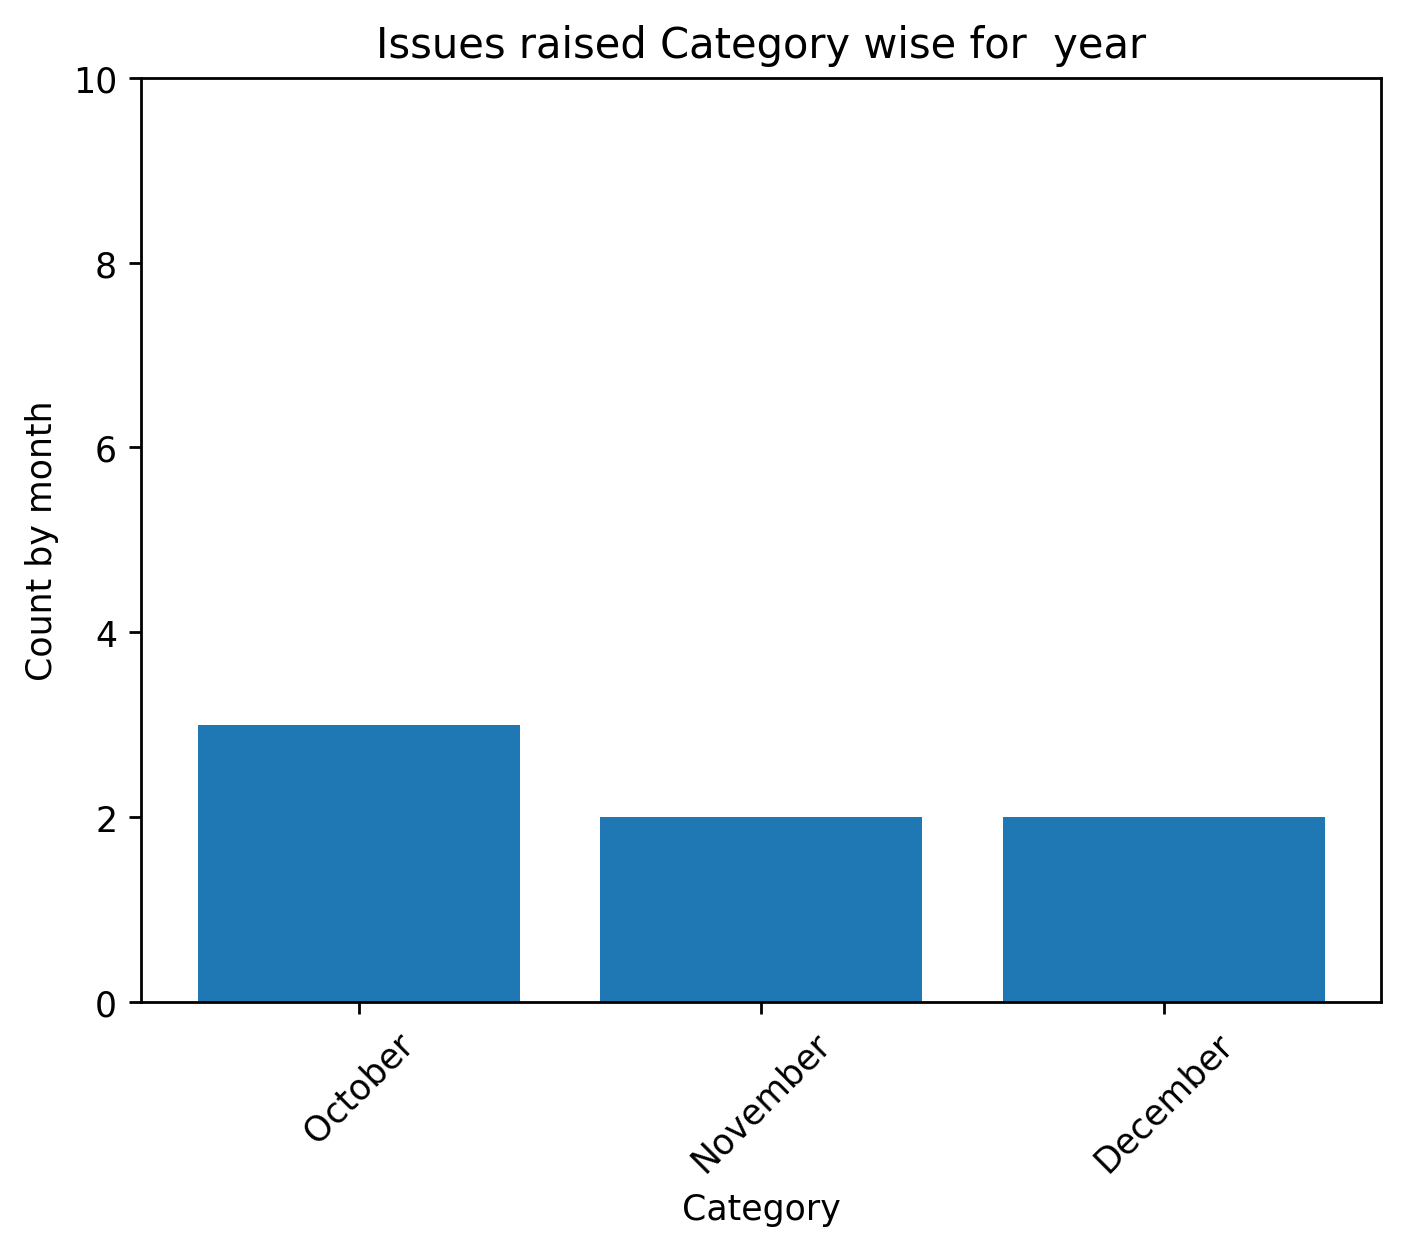 Issues raised Category wise for  year
Count by month
10
8
6
4
2
0
October
November
December
Category